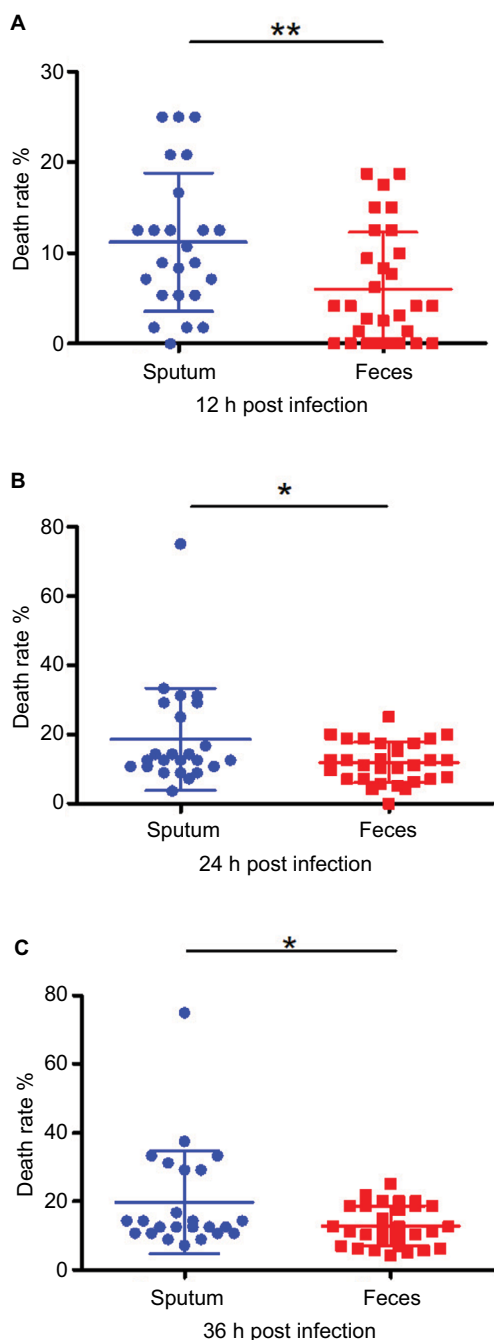 A
**
30
20
10
0
Death rate %
Sputum Feces
12 h post infection
B
*
80
60
40
20
0
Death rate %
Sputum Feces
24 h post infection
C
*
80
60
40
20
0
Death rate %
Sputum Feces
36 h post infection